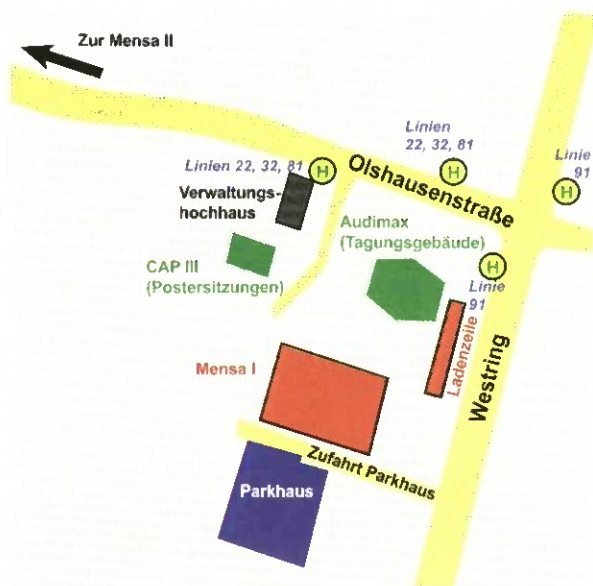 Zur Mensa II
Linien
22, 32, 81
Linie
91
Linien 22, 32, 81
H
H
H
Olshausenstraße
Verwaltungs-
hochhaus
Audimax
(Tagungsgebäude)
CAP III
(Postersitzungen)
H
Linie
91
Ladenzeile
Westring
Mensa I
Zufahrt Parkhaus
Parkhaus